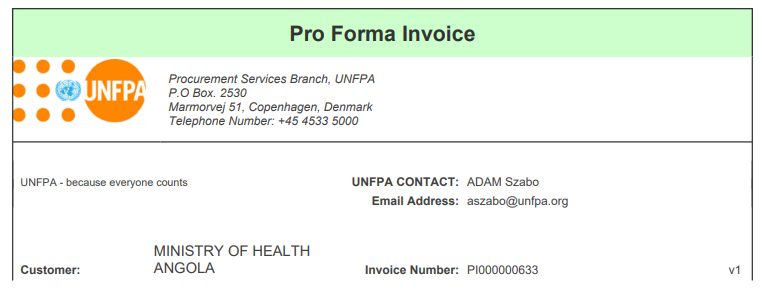 Pro Forma Invoice
UNFPA
Procurement Services Branch, UNFPA
P.O Box. 2530
Marmorvej 51, Copenhagen, Denmark
Telephone Number: +45 4533 5000
UNFPA - because everyone counts
UNFPA CONTACT: ADAM Szabo
Email Address: aszabo@unfpa.org
Customer: MINISTRY OF HEALTH
ANGOLA
Invoice Number: PI000000633 v1